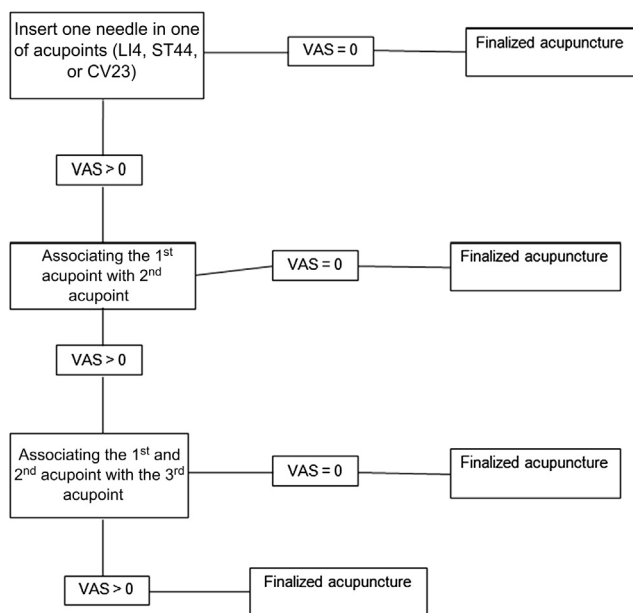 Insert one needle in one
of acupoints (LI4, ST44,
or CV23)
VAS = 0
Finalized acupuncture
VAS > 0
Associating the 1st
acupoint with 2nd
acupoint
VAS = 0
Finalized acupuncture
VAS > 0
Associating the 1st and
2nd acupoint with the 3rd
acupoint
VAS = 0
Finalized acupuncture
VAS > 0
Finalized acupuncture